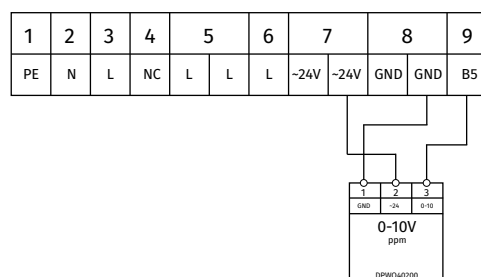 1 2 3 4 5 6 7 8 9
PE N L NC L L L ~24V ~24V GND GND B5
1 2 3
GND ~24 0-10
0-10V
ppm
DPWQ40200